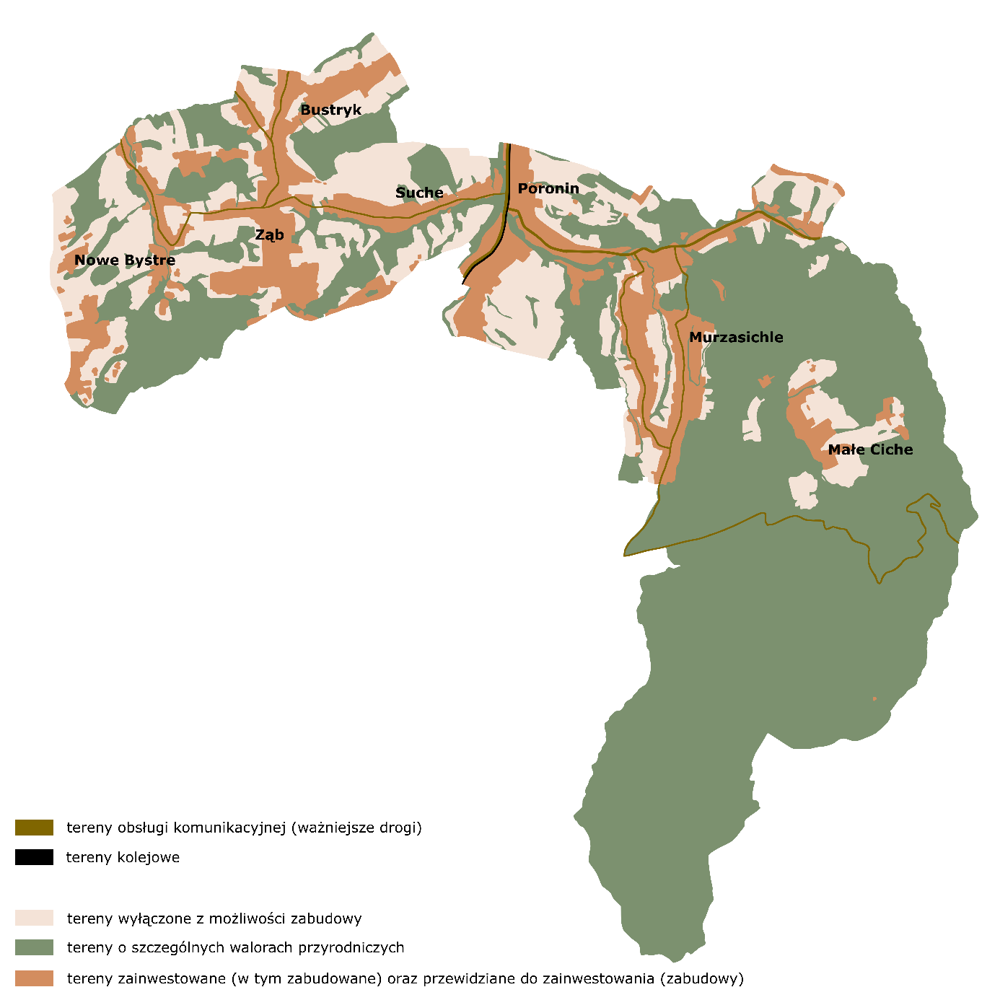 Bustryk
Suche
Poronin
Ząb
Nowe Bystre
Murzasichle
Małe Ciche
tereny obsługi komunikacyjnej (ważniejsze drogi)
tereny kolejowe
tereny wyłączone z możliwości zabudowy
tereny o szczególnych walorach przyrodniczych
tereny zainwestowane (w tym zabudowane) oraz przewidziane do zainwestowania (zabudowy)